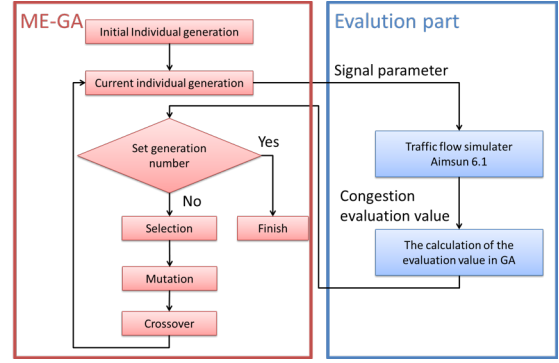 ME-GA
Evalution part
Initial Individual generation
Current individual generation
Signal parameter
Set generation
number
Yes
No
Traffic flow simulater
Aimsun 6.1
Congestion
evaluation value
Selection
Finish
The calculation of the
evaluation value in GA
Mutation
Crossover